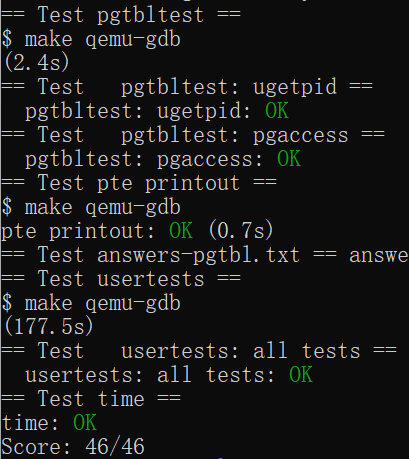 == Test pgtbltest ==
$ make qemu-gdb
(2.4s)
== Test   pgtbltest: ugetpid ==
  pgtbltest: ugetpid: OK
== Test   pgtbltest: pgaccess ==
  pgtbltest: pgaccess: OK
== Test pte printout ==
$ make qemu-gdb
pte printout: OK (0.7s)
== Test answers-pgtbl.txt == answe
== Test usertests ==
$ make qemu-gdb
(177.5s)
== Test   usertests: all tests ==
  usertests: all tests: OK
== Test time ==
time: OK
Score: 46/46